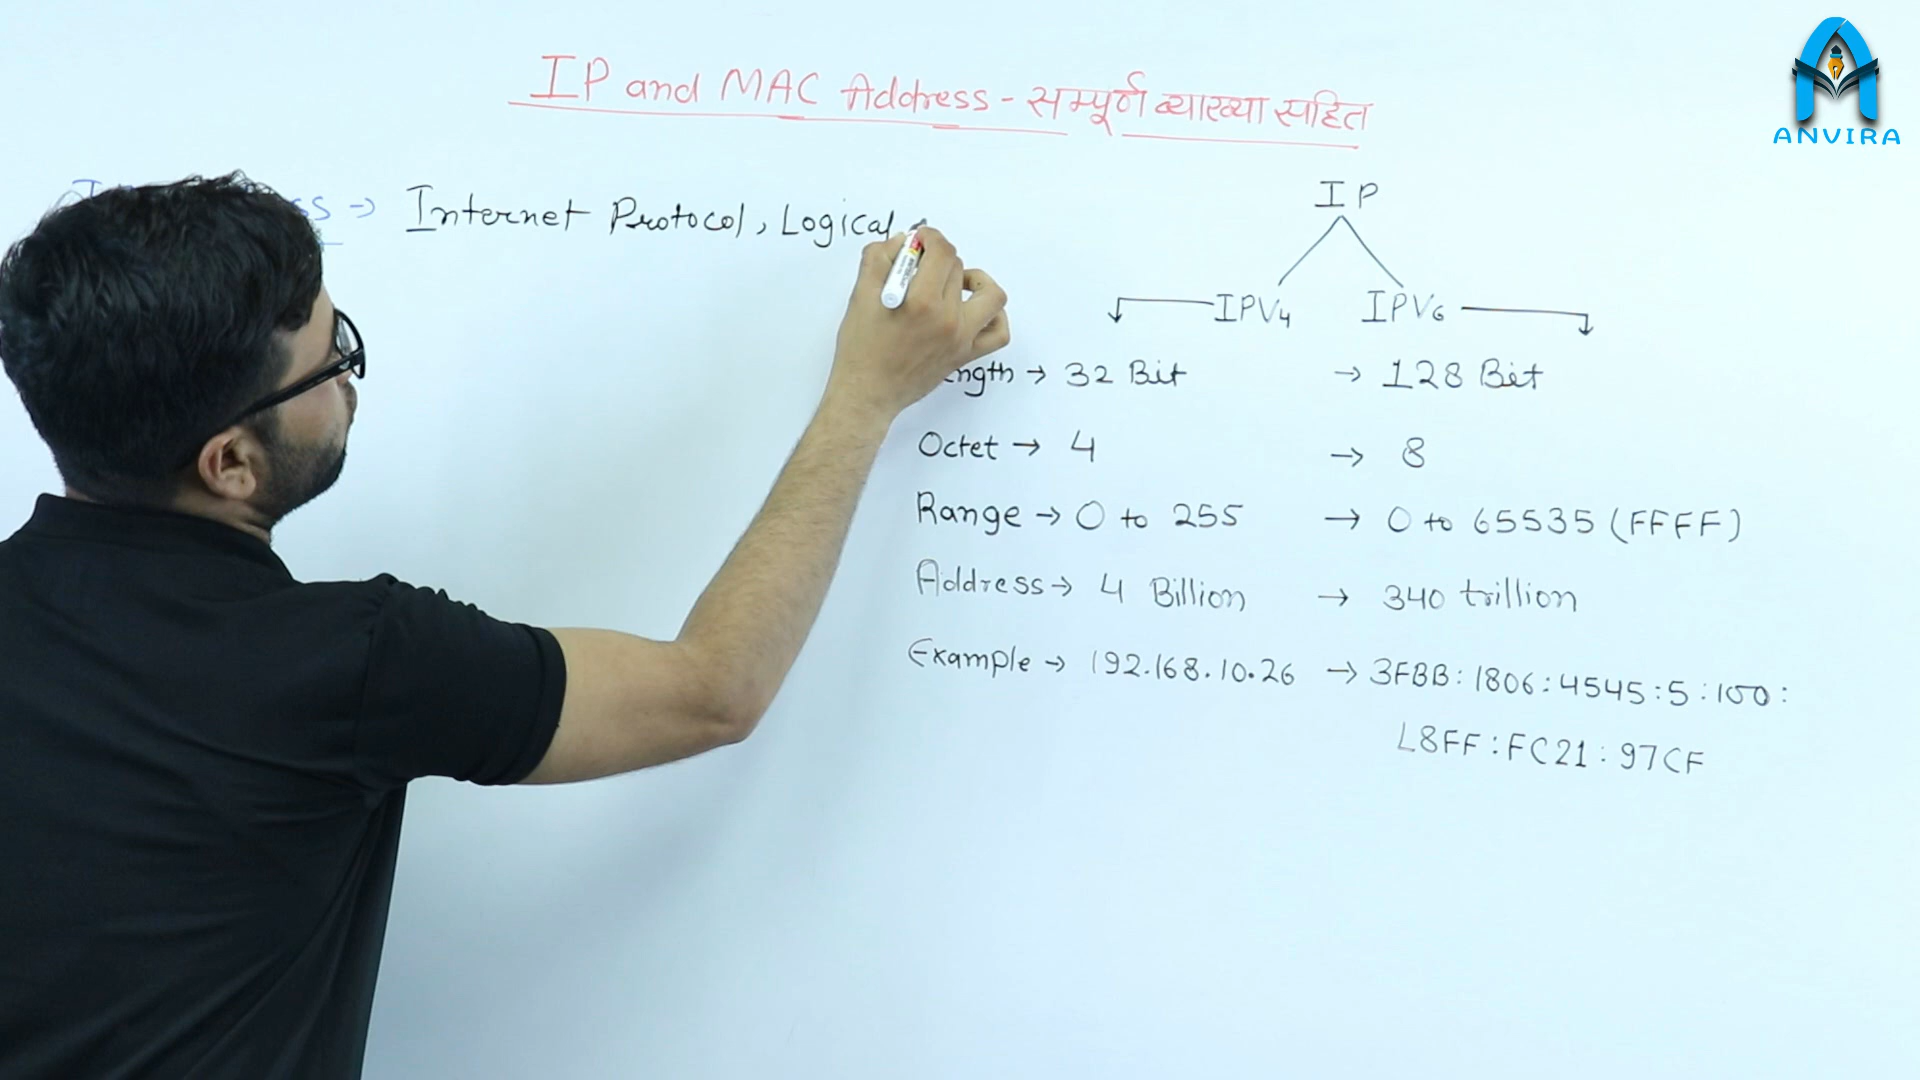 IP and MAC Address - सम्पूर्ण व्याख्या सहित
ANVIRA
→ Internet Protocol, Logical
IP
IPV4 IPV6
→ 32 Bit → 128 Bit
Octet → 4 → 8
Range → 0 to 255 → 0 to 65535 (FFFF)
Address → 4 Billion → 340 trillion
Example → 192.168.10.26 → 3FBB:1806:4545:5:100:
L8FF:FC21:97CF